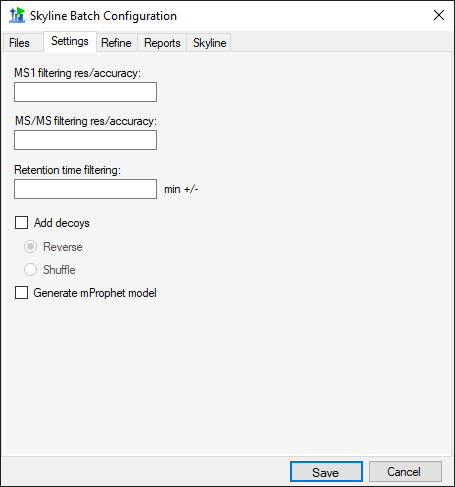 Skyline Batch Configuration
Files Settings Refine Reports Skyline
MS1 filtering res/accuracy:
MS/MS filtering res/accuracy:
Retention time filtering:
min +/-
Add decoys
Reverse
Shuffle
Generate mProphet model
Save Cancel